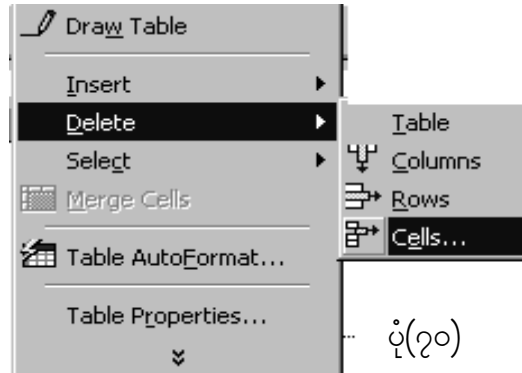 Draw Table
Insert
Delete
Select
Merge Cells
Table AutoFormat...
Table Properties...
Table
Columns
Rows
Cells...
ပုံ(၇၀)